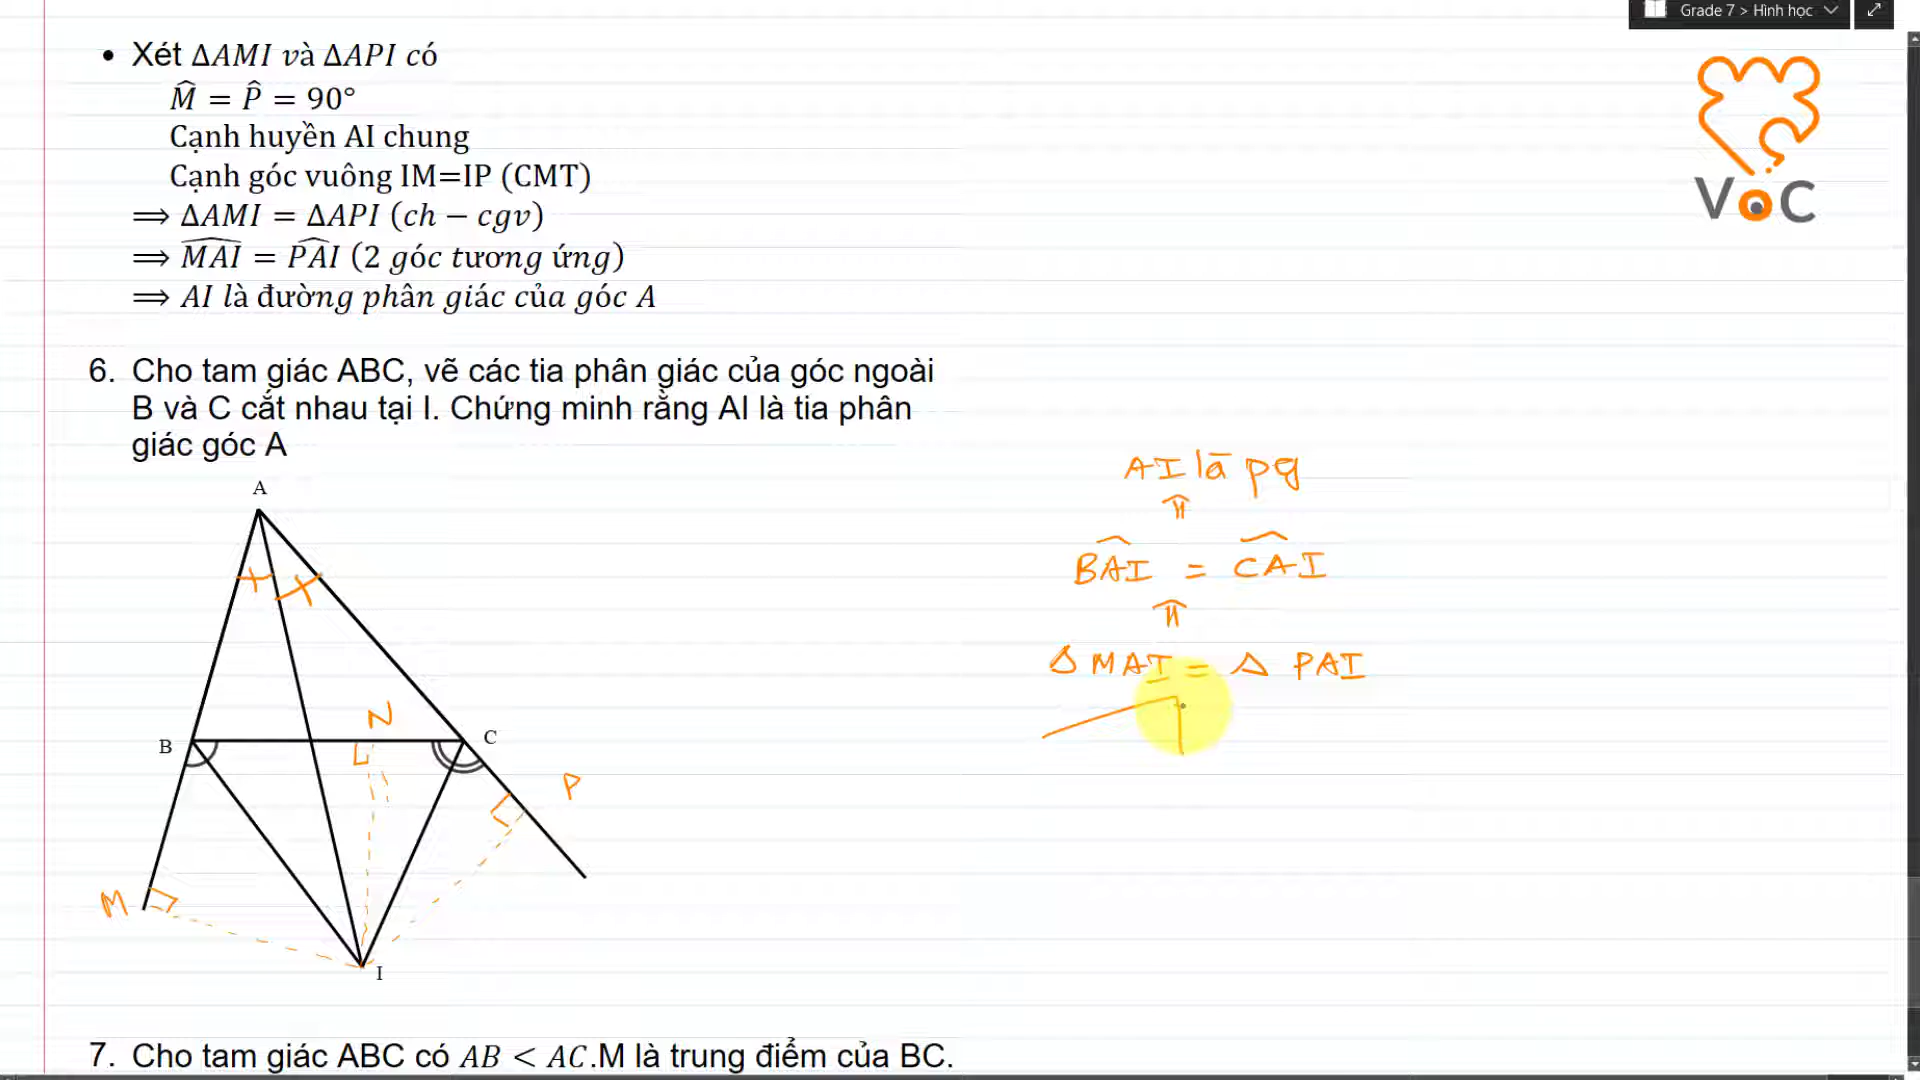 Grade 7 > Hình học
• Xét ΔAMI và ΔAPI có
M̂ = P̂ = 90°
Cạnh huyền AI chung
Cạnh góc vuông IM=IP (CMT)
⟹ ΔAMI = ΔAPI (ch − cgv)
⟹ \widehat{MAI} = \widehat{PAI} (2 góc tương ứng)
⟹ AI là đường phân giác của góc A
VOC
6. Cho tam giác ABC, vẽ các tia phân giác của góc ngoài
B và C cắt nhau tại I. Chứng minh rằng AI là tia phân
giác góc A
AI là pg
⇑
\widehat{BAI} = \widehat{CAI}
⇑
Δ MAI = Δ PAI
A
N
B
C
P
M
I
7. Cho tam giác ABC có AB < AC.M là trung điểm của BC.